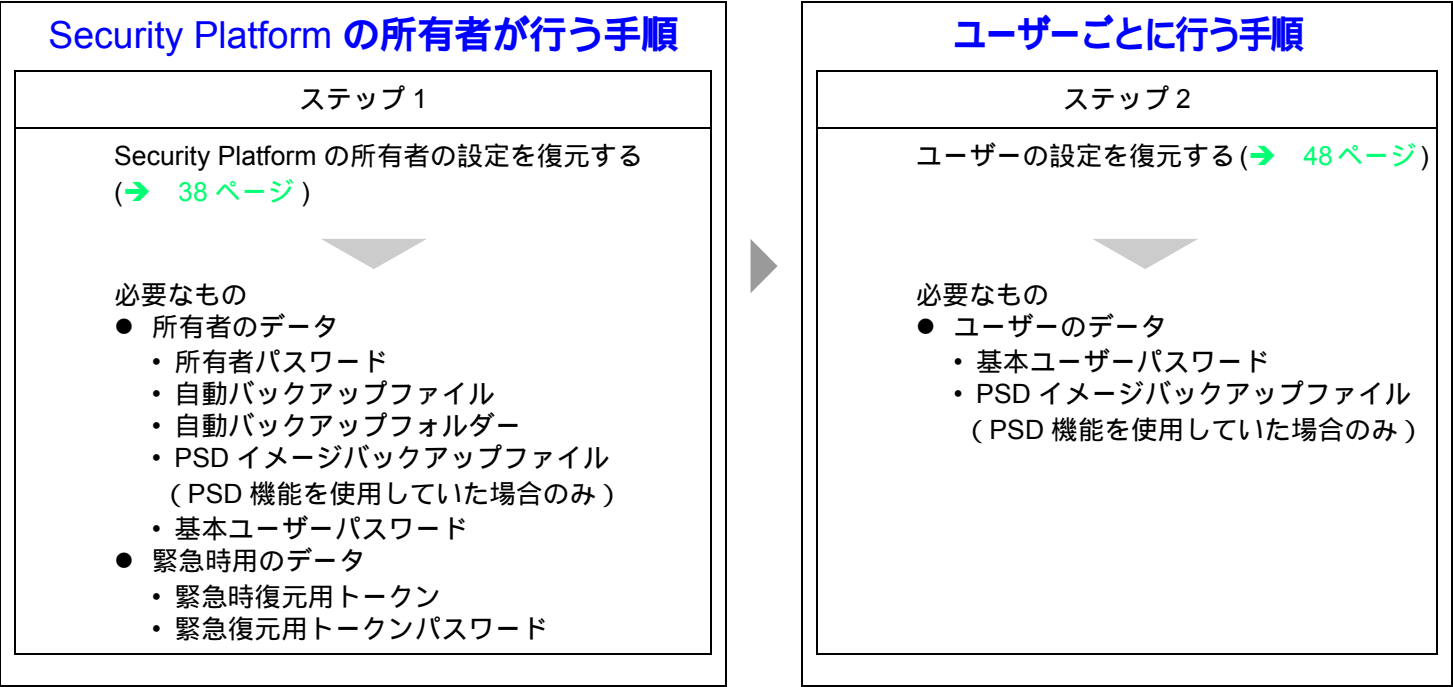 Security Platform の所有者が行う手順
ステップ 1
Security Platform の所有者の設定を復元する
(➔ 38 ページ )
必要なもの
● 所有者のデータ
• 所有者パスワード
• 自動バックアップファイル
• 自動バックアップフォルダー
• PSD イメージバックアップファイル
( PSD 機能を使用していた場合のみ )
• 基本ユーザーパスワード
● 緊急時用のデータ
• 緊急時復元用トークン
• 緊急復元用トークンパスワード
ユーザーごとに行う手順
ステップ 2
ユーザーの設定を復元する (➔ 48 ページ )
必要なもの
● ユーザーのデータ
• 基本ユーザーパスワード
• PSD イメージバックアップファイル
( PSD 機能を使用していた場合のみ )